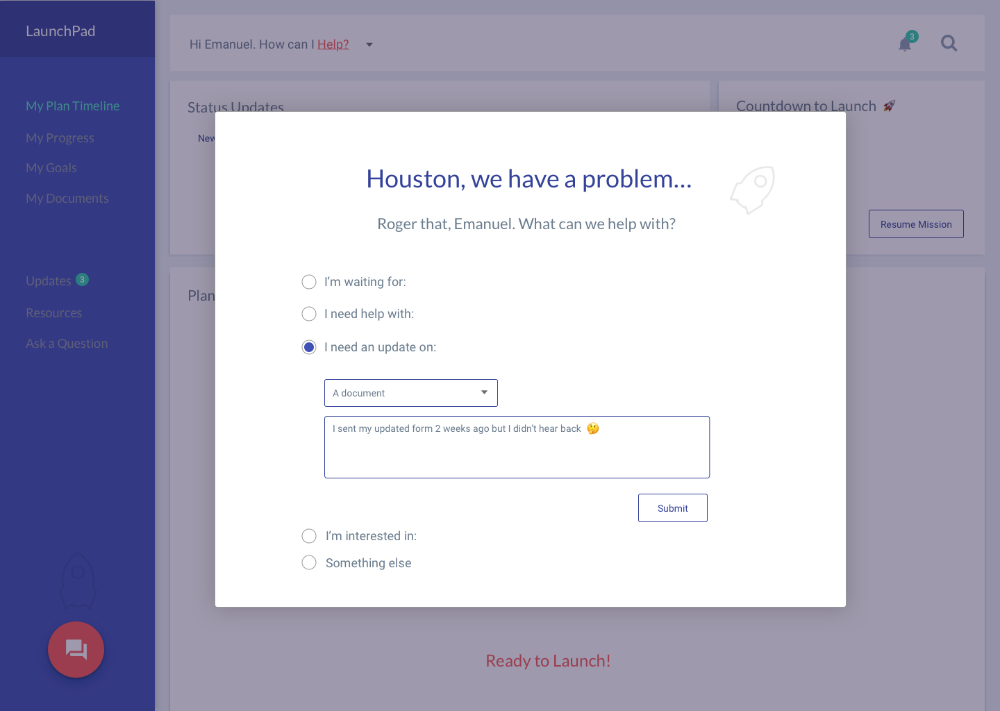 LaunchPad
Hi Emanuel. How can I Help?
3
My Plan Timeline
My Progress
My Goals
My Documents
Updates 3
Resources
Ask a Question
Status Updates
New
Countdown to Launch 🚀
Resume Mission
Plan
Houston, we have a problem...
Roger that, Emanuel. What can we help with?
I’m waiting for:
I need help with:
I need an update on:
A document
I sent my updated form 2 weeks ago but I didn’t hear back 🤔
Submit
I’m interested in:
Something else
Ready to Launch!